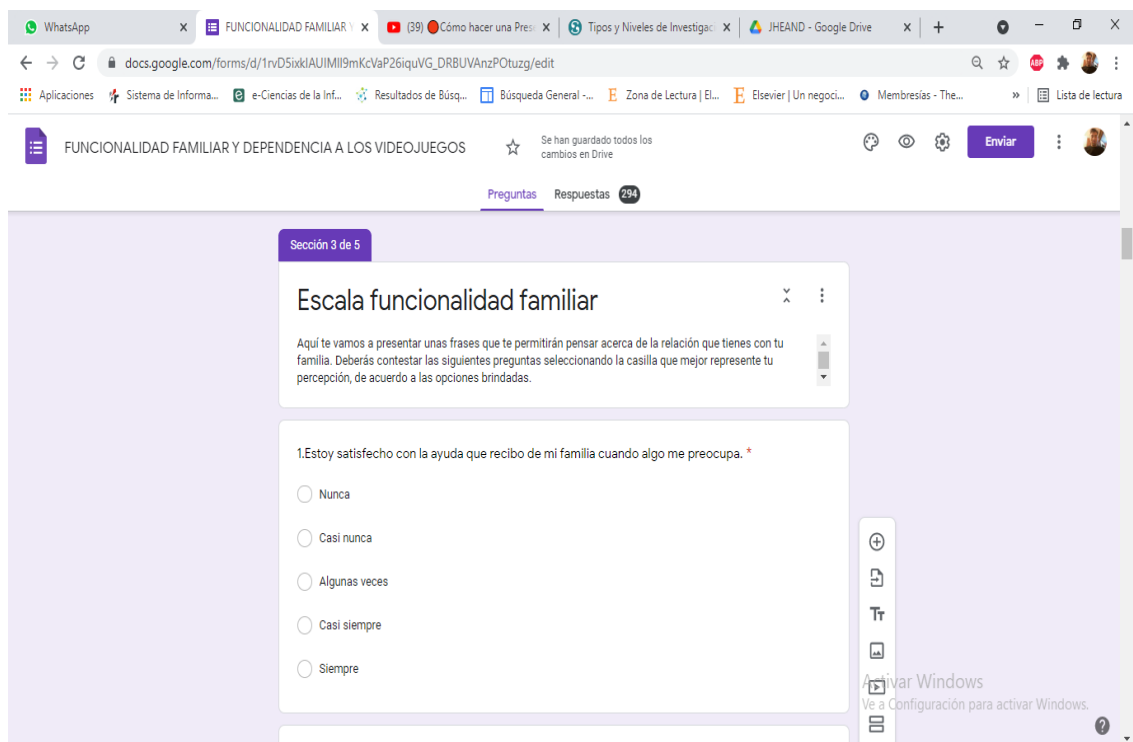 WhatsApp
FUNCIONALIDAD FAMILIAR Y
(39) Cómo hacer una Prese
Tipos y Niveles de Investigac
JHEAND - Google Drive
docs.google.com/forms/d/1rvD5ixklAUIMIl9mKcVaP26iquVG_DRBUVAnzPOtuzg/edit
ABP
Aplicaciones
Sistema de Informa...
e-Ciencias de la Inf...
Resultados de Búsq...
Búsqueda General -...
Zona de Lectura | El...
Elsevier | Un negoci...
Membresías - The...
»
Lista de lectura
FUNCIONALIDAD FAMILIAR Y DEPENDENCIA A LOS VIDEOJUEGOS
Se han guardado todos los
cambios en Drive
Enviar
Preguntas
Respuestas 294
Sección 3 de 5
Escala funcionalidad familiar
Aquí te vamos a presentar unas frases que te permitirán pensar acerca de la relación que tienes con tu
familia. Deberás contestar las siguientes preguntas seleccionando la casilla que mejor represente tu
percepción, de acuerdo a las opciones brindadas.
1.Estoy satisfecho con la ayuda que recibo de mi familia cuando algo me preocupa. *
Nunca
Casi nunca
Algunas veces
Casi siempre
Siempre
Tт
Activar Windows
Ve a Configuración para activar Windows.